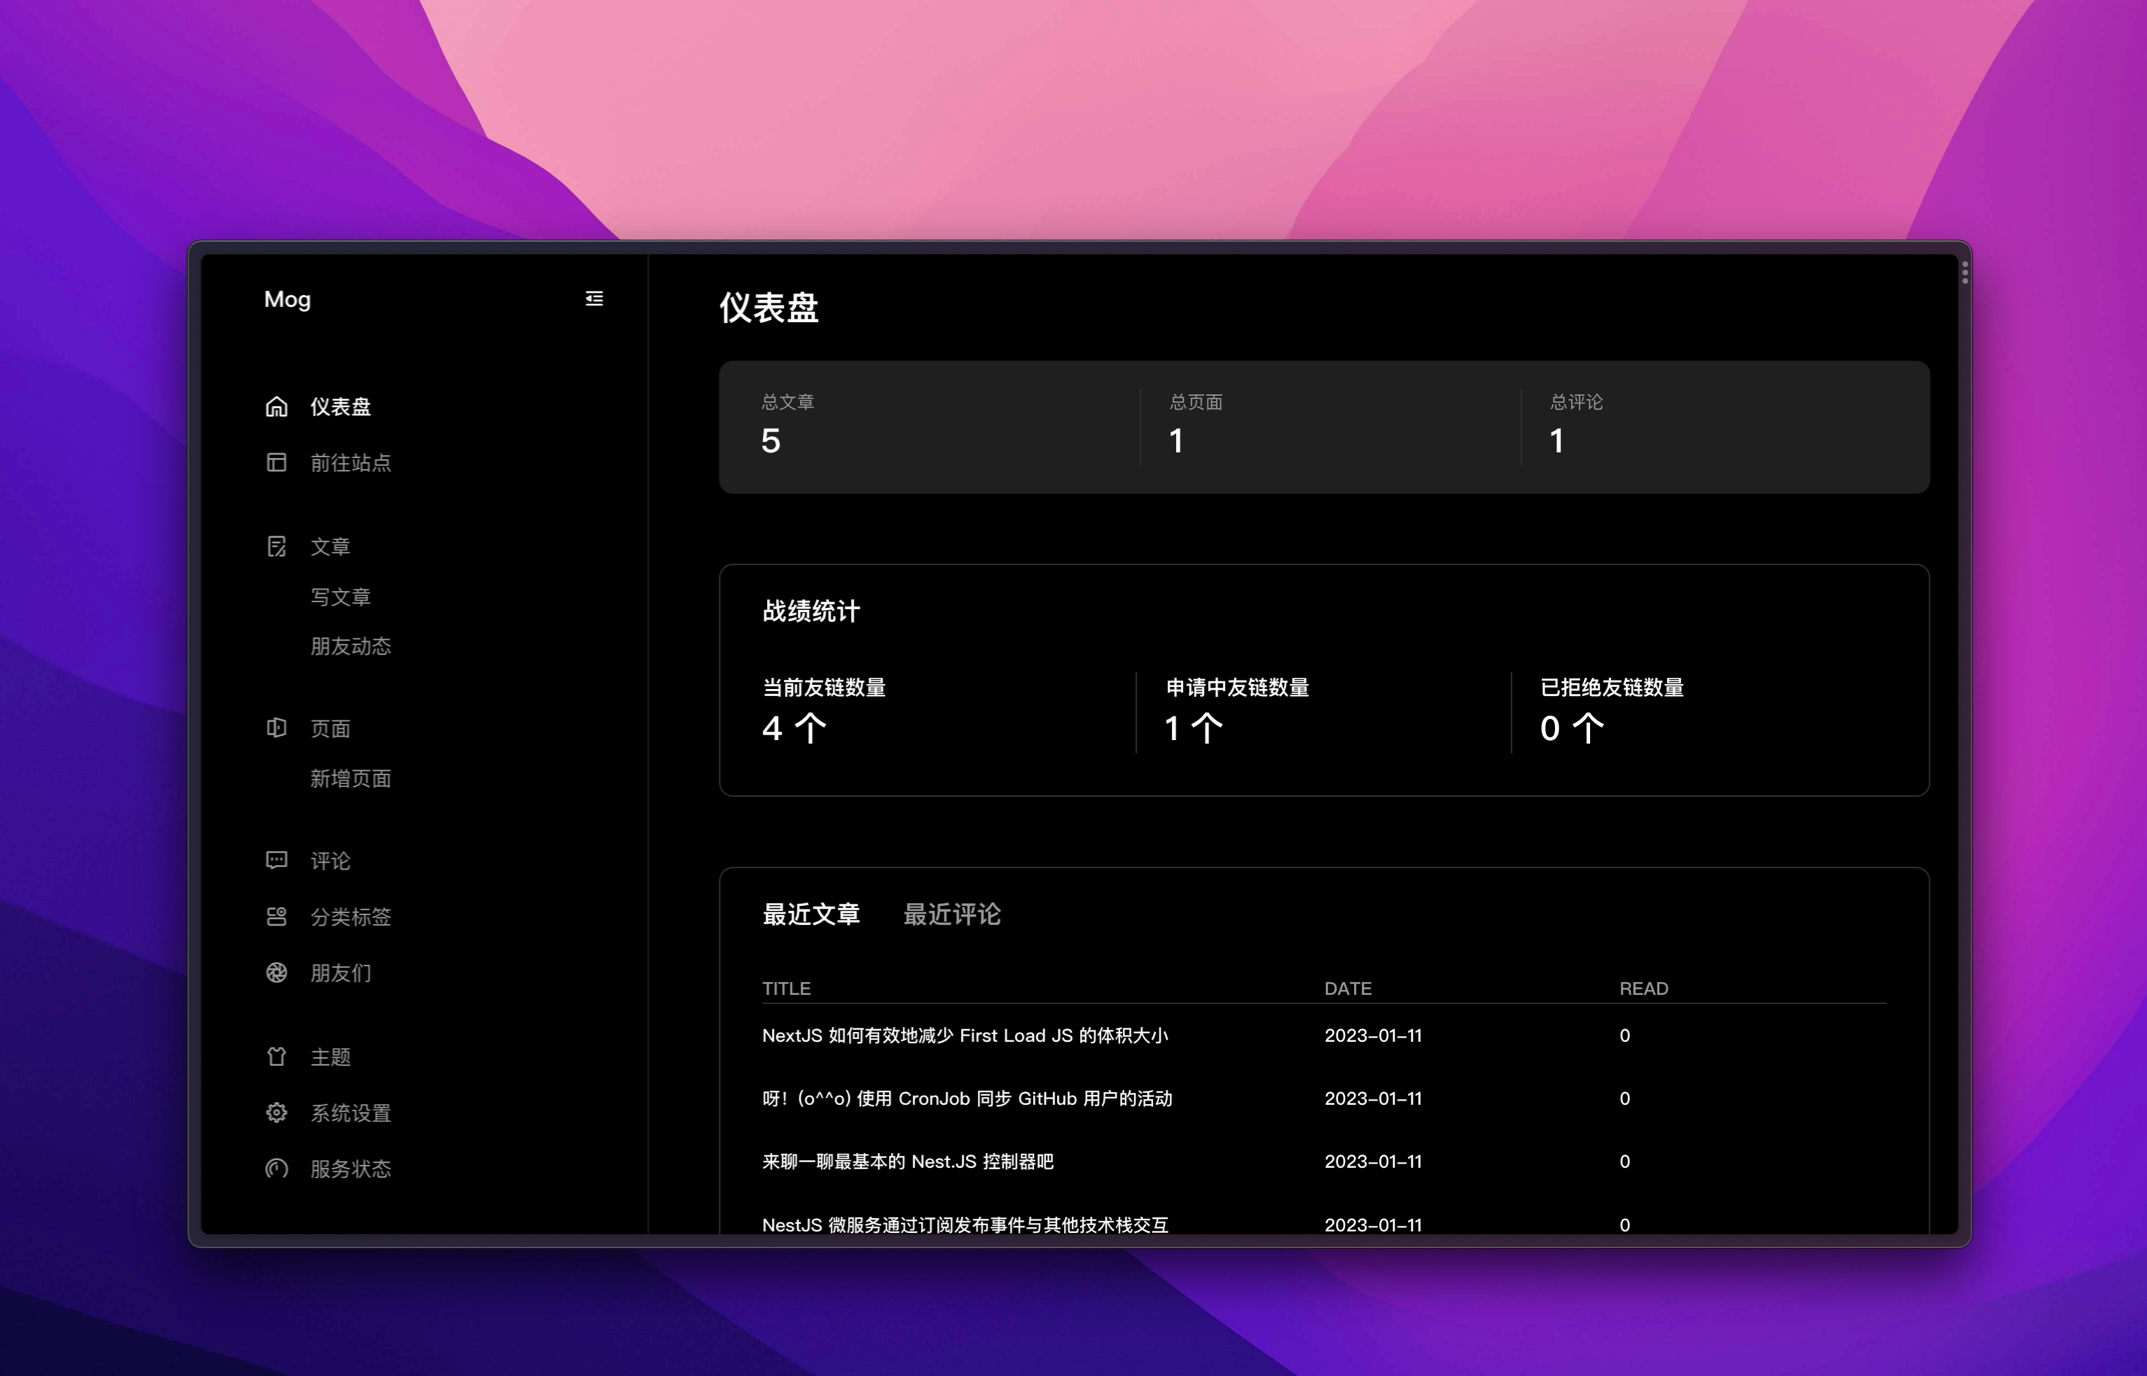 Mog
仪表盘
前往站点
文章
写文章
朋友动态
页面
新增页面
评论
分类标签
朋友们
主题
系统设置
服务状态
仪表盘
总文章 总页面 总评论
5 1 1
战绩统计
当前友链数量 申请中友链数量 已拒绝友链数量
4 个 1 个 0 个
最近文章 最近评论
TITLE DATE READ
NextJS 如何有效地减少 First Load JS 的体积大小 2023-01-11 0
呀！(o^^o) 使用 CronJob 同步 GitHub 用户的活动 2023-01-11 0
来聊一聊最基本的 Nest.JS 控制器吧 2023-01-11 0
NestJS 微服务通过订阅发布事件与其他技术栈交互 2023-01-11 0